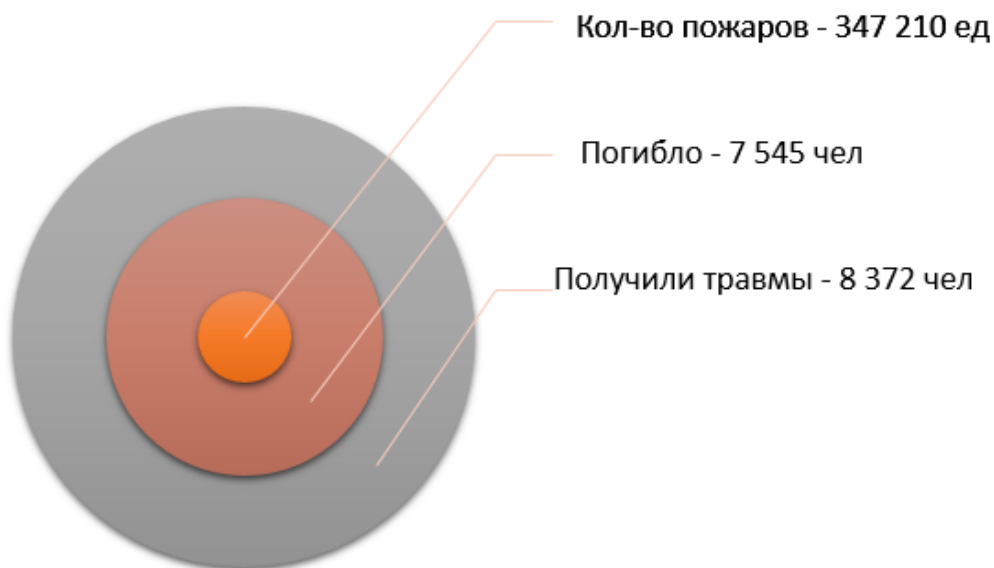 Кол-во пожаров - 347 210 ед
Погибло - 7 545 чел
Получили травмы - 8 372 чел